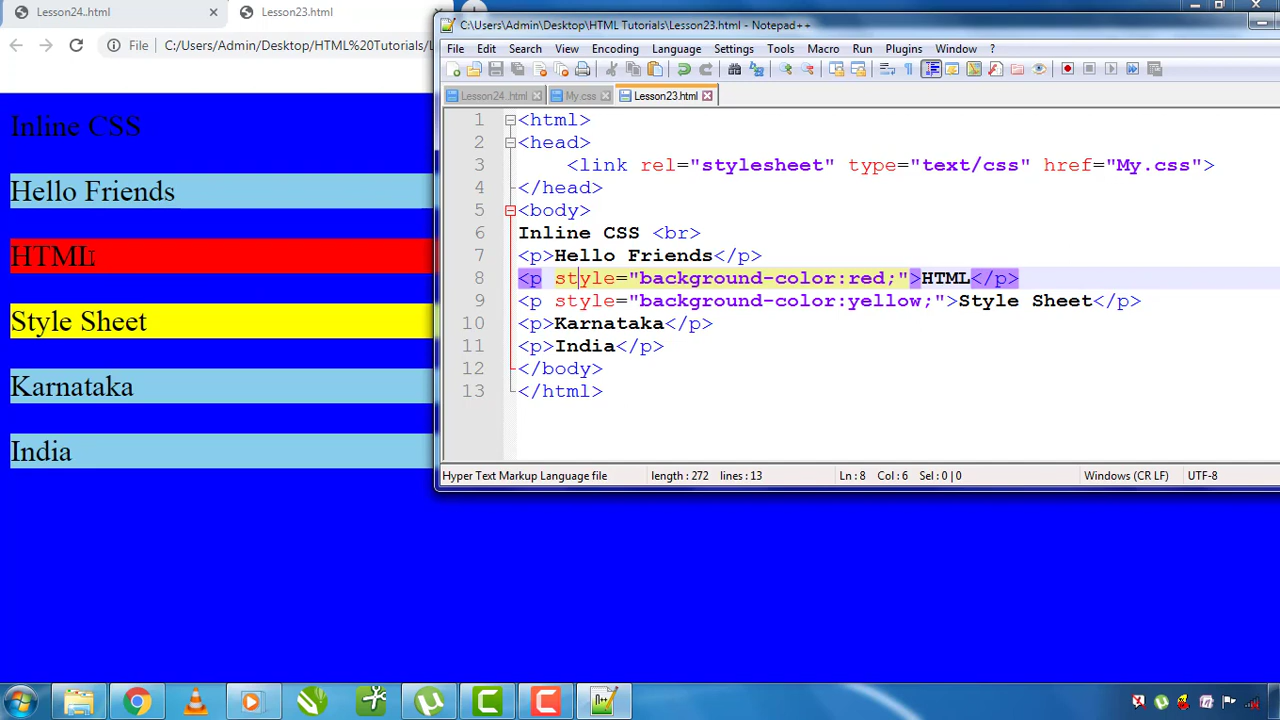 Lesson24..html
Lesson23.html
File C:/Users/Admin/Desktop/HTML%20Tutorials/L
Inline CSS
Hello Friends
HTML
Style Sheet
Karnataka
India
C:\Users\Admin\Desktop\HTML Tutorials\Lesson23.html - Notepad++
File Edit Search View Encoding Language Settings Tools Macro Run Plugins Window ?
Lesson24 .html My.css Lesson23.html
1 <html>
2 <head>
3 <link rel="stylesheet" type="text/css" href="My.css">
4 </head>
5 <body>
6 Inline CSS <br>
7 <p>Hello Friends</p>
8 <p style="background-color:red;">HTML</p>
9 <p style="background-color:yellow;">Style Sheet</p>
10 <p>Karnataka</p>
11 <p>India</p>
12 </body>
13 </html>
Hyper Text Markup Language file length : 272 lines : 13 Ln : 8 Col : 6 Sel : 0 | 0 Windows (CR LF) UTF-8